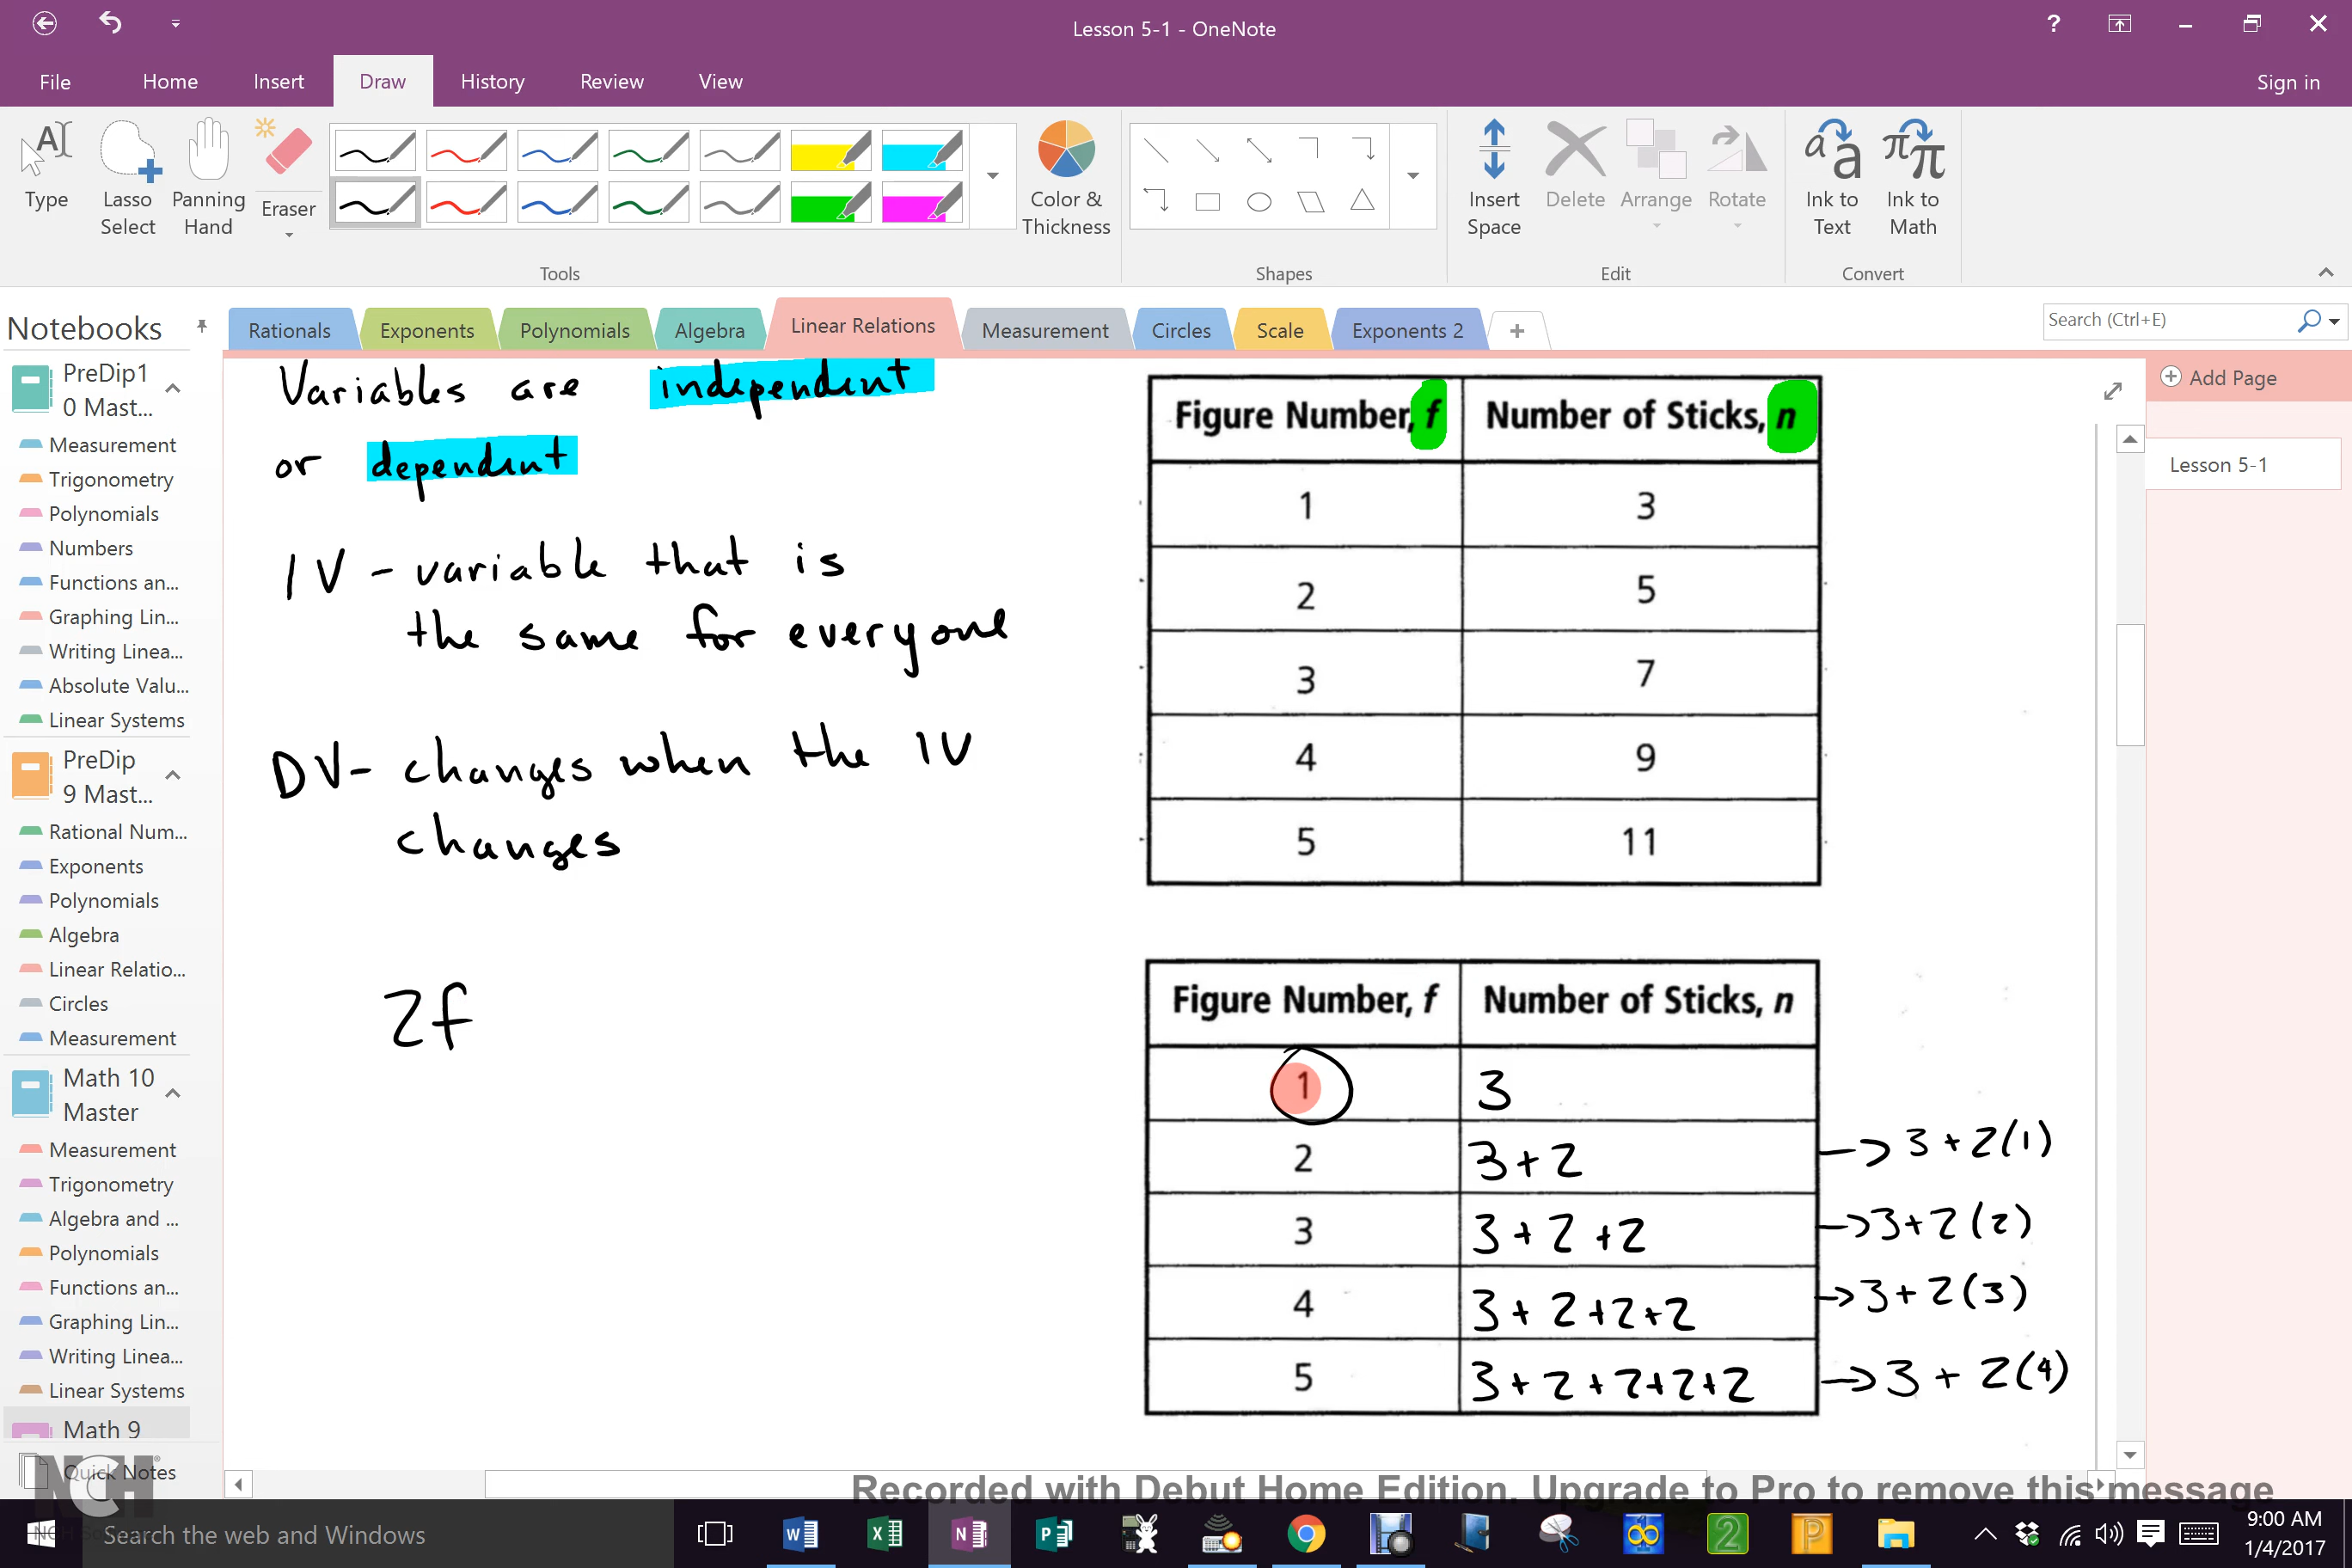 Lesson 5-1 - OneNote
?
File Home Insert Draw History Review View Sign in
Type
Lasso Select
Panning Hand
Eraser
Color & Thickness
Insert Space
Delete
Arrange
Rotate
Ink to Text
Ink to Math
Tools Shapes Edit Convert
Notebooks
Rationals Exponents Polynomials Algebra Linear Relations Measurement Circles Scale Exponents 2 +
Search (Ctrl+E)
Add Page
Lesson 5-1
PreDip1
0 Mast...
Measurement
Trigonometry
Polynomials
Numbers
Functions an...
Graphing Lin...
Writing Linea...
Absolute Valu...
Linear Systems
PreDip
9 Mast...
Rational Num...
Exponents
Polynomials
Algebra
Linear Relatio...
Circles
Measurement
Math 10
Master
Measurement
Trigonometry
Algebra and ...
Polynomials
Functions an...
Graphing Lin...
Writing Linea...
Linear Systems
Math 9
Quick Notes
Variables are independent
or dependent
IV - variable that is
the same for everyone
DV- changes when the IV
changes
2f
Figure Number, f Number of Sticks, n
1 3
2 5
3 7
4 9
5 11
Figure Number, f Number of Sticks, n
1 3
2 3+2 → 3+2(1)
3 3+2+2 → 3+2(2)
4 3+2+2+2 → 3+2(3)
5 3+2+2+2+2 → 3+2(4)
NCH
Recorded with Debut Home Edition. Upgrade to Pro to remove this message
Search the web and Windows
9:00 AM
1/4/2017